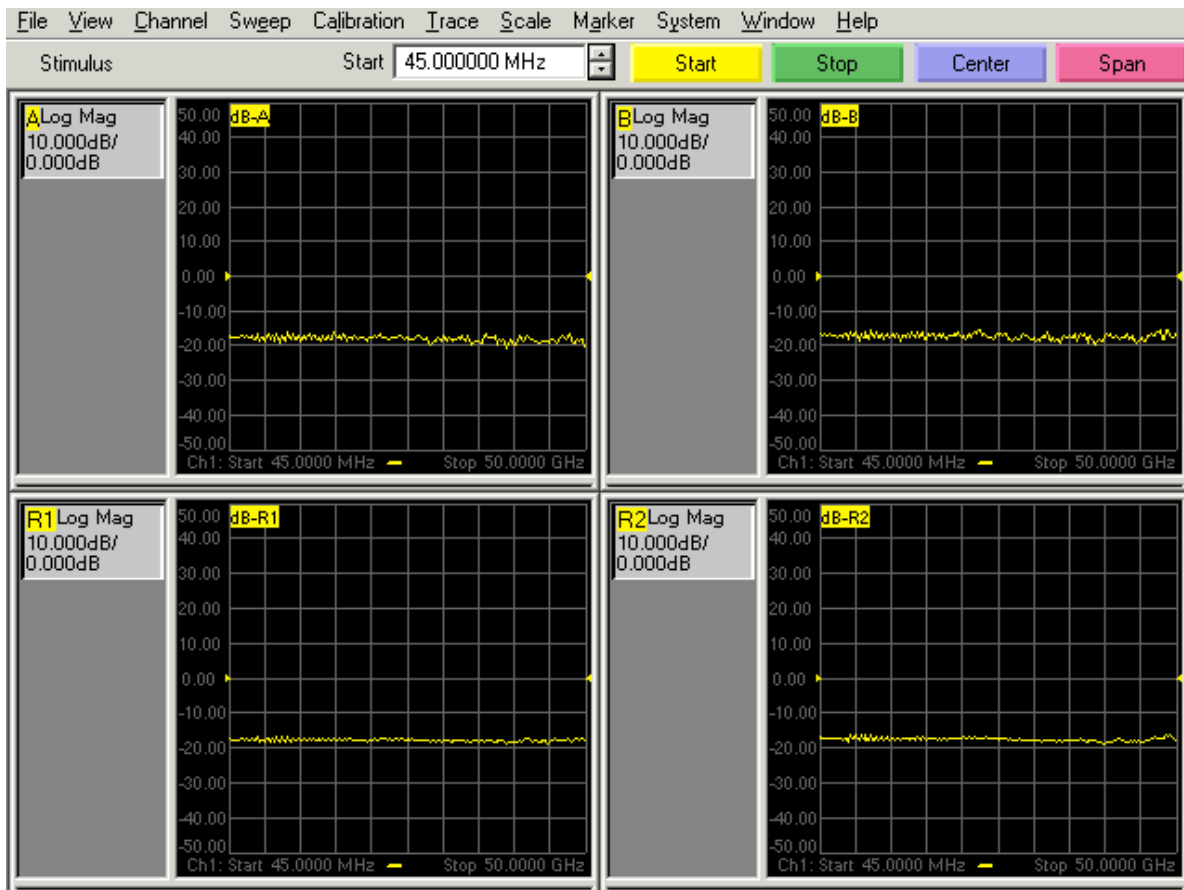 File View Channel Sweep Calibration Trace Scale Marker System Window Help
Stimulus Start 45.000000 MHz Start Stop Center Span
A Log Mag
10.000dB/
0.000dB
50.00 dB-A
40.00
30.00
20.00
10.00
0.00
-10.00
-20.00
-30.00
-40.00
-50.00
Ch1: Start 45.0000 MHz Stop 50.0000 GHz
B Log Mag
10.000dB/
0.000dB
50.00 dB-B
40.00
30.00
20.00
10.00
0.00
-10.00
-20.00
-30.00
-40.00
-50.00
Ch1: Start 45.0000 MHz Stop 50.0000 GHz
R1 Log Mag
10.000dB/
0.000dB
50.00 dB-R1
40.00
30.00
20.00
10.00
0.00
-10.00
-20.00
-30.00
-40.00
-50.00
Ch1: Start 45.0000 MHz Stop 50.0000 GHz
R2 Log Mag
10.000dB/
0.000dB
50.00 dB-R2
40.00
30.00
20.00
10.00
0.00
-10.00
-20.00
-30.00
-40.00
-50.00
Ch1: Start 45.0000 MHz Stop 50.0000 GHz